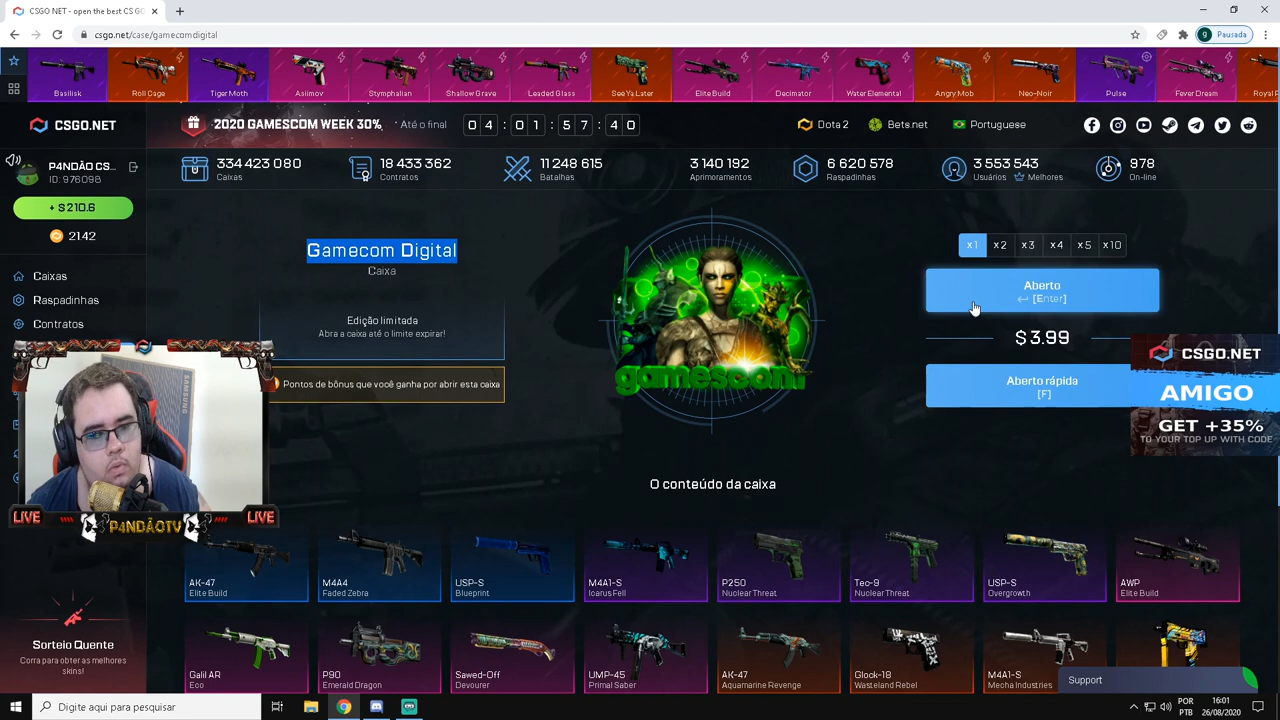 CSGO NET - open the best CS GO
csgo.net/case/gamecomdigital
Pausada
Basilisk
Roll Cage
Tiger Moth
Asiimov
Stymphalian
Shallow Grave
Leaded Glass
See Ya Later
Elite Build
Decimator
Water Elemental
Angry Mob
Neo-Noir
Pulse
Fever Dream
Royal P
CSGO.NET
2020 GAMESCOM WEEK 30%
Até o final
04:01:57:40
Dota 2
Bets.net
Portuguese
P4NDÃO CS...
ID: 976098
334 423 080
Caixas
18 433 362
Contratos
11 248 615
Batalhas
3 140 192
Aprimoramentos
6 620 578
Raspadinhas
3 553 543
Usuários
Melhores
978
On-line
+ $210.6
2142
Caixas
Raspadinhas
Contratos
Gamecom Digital
Caixa
Edição limitada
Abra a caixa até o limite expirar!
Pontos de bônus que você ganha por abrir esta caixa
gamescom
x1
x2
x3
x4
x5
x10
Aberto
[Enter]
$3.99
Aberto rápida
[F]
CSGO.NET
AMIGO
GET +35%
TO YOUR TOP UP WITH CODE
SAMSUNG
LIVE
P4NDÃOTV
LIVE
O conteúdo da caixa
AK-47
Elite Build
M4A4
Faded Zebra
USP-S
Blueprint
M4A1-S
Icarus Fell
P250
Nuclear Threat
Tec-9
Nuclear Threat
USP-S
Overgrowth
AWP
Elite Build
Galil AR
Eco
P90
Emerald Dragon
Sawed-Off
Devourer
UMP-45
Primal Saber
AK-47
Aquamarine Revenge
Glock-18
Wasteland Rebel
M4A1-S
Mecha Industries
Support
Sorteio Quente
Corra para obter as melhores
skins!
Digite aqui para pesquisar
POR
PTB
16:01
26/08/2020